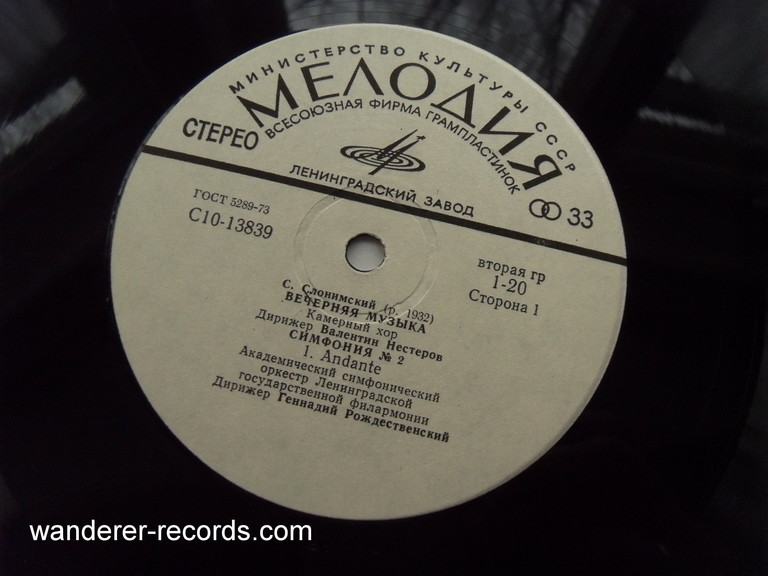 МИНИСТЕРСТВО КУЛЬТУРЫ СССР
МЕЛОДИЯ
ВСЕСОЮЗНАЯ ФИРМА ГРАМПЛАСТИНОК
СТЕРЕО
ЛЕНИНГРАДСКИЙ ЗАВОД
33
ГОСТ 5289-73
С10-13839
вторая гр
1-20
Сторона 1
С. Слонимский (р. 1932)
ВЕЧЕРНЯЯ МУЗЫКА
Камерный хор
Дирижер Валентин Нестеров
СИМФОНИЯ № 2
1. Andante
Академический симфонический
оркестр Ленинградской
государственной филармонии
Дирижер Геннадий Рождественский
wanderer-records.com